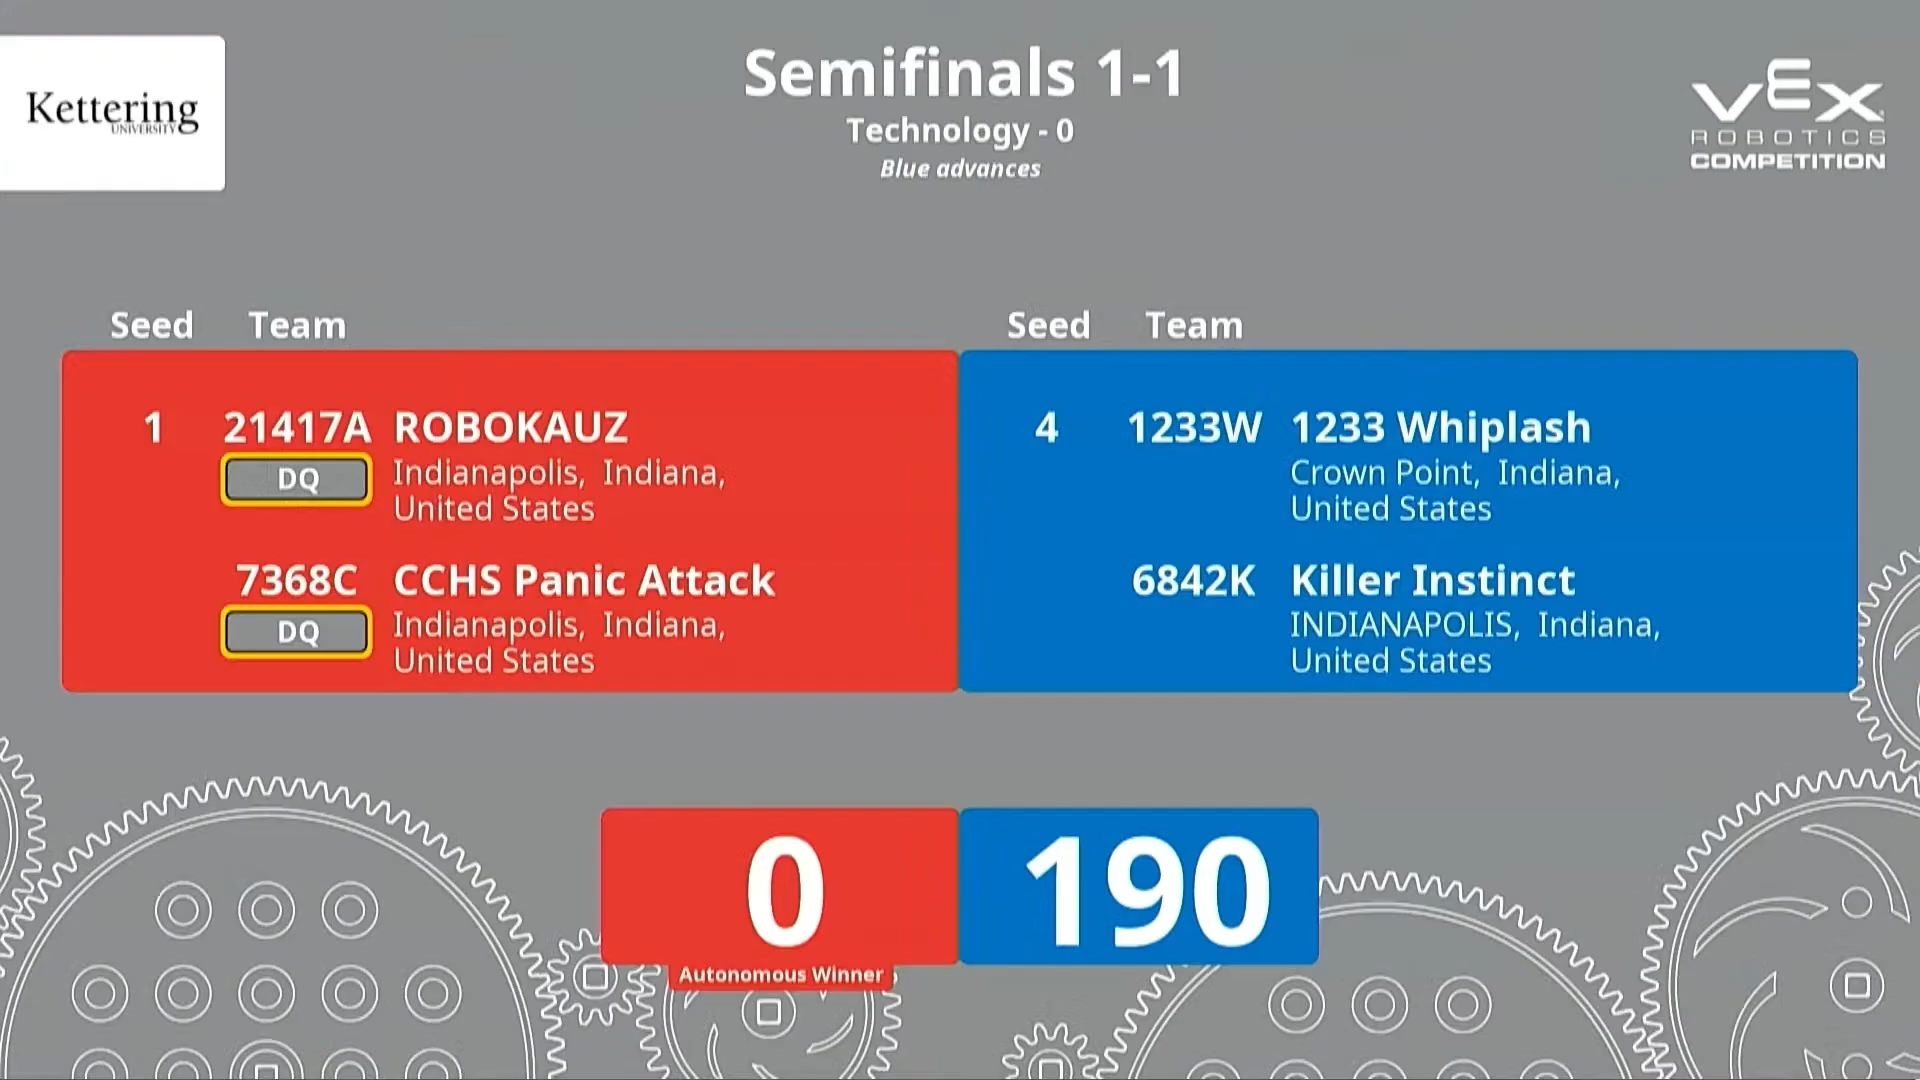 Kettering
UNIVERSITY
Semifinals 1-1
Technology - 0
Blue advances
VEX
ROBOTICS
COMPETITION
Seed Team
1 21417A ROBOKAUZ
DQ Indianapolis, Indiana,
United States
7368C CCHS Panic Attack
DQ Indianapolis, Indiana,
United States
Seed Team
4 1233W 1233 Whiplash
Crown Point, Indiana,
United States
6842K Killer Instinct
INDIANAPOLIS, Indiana,
United States
0 190
Autonomous Winner